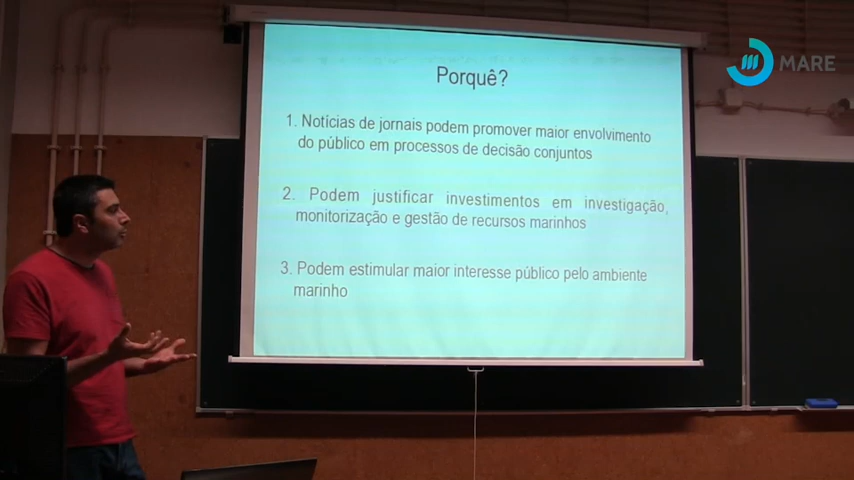 MARE
Porquê?
1. Notícias de jornais podem promover maior envolvimento
do público em processos de decisão conjuntos
2. Podem justificar investimentos em investigação,
monitorização e gestão de recursos marinhos
3. Podem estimular maior interesse público pelo ambiente
marinho